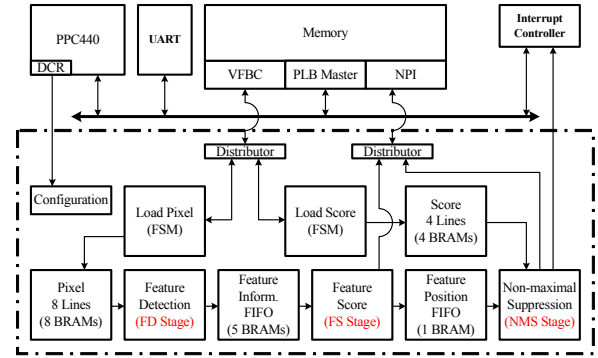 PPC440
DCR
UART
Memory
VFBC
PLB Master
NPI
Interrupt
Controller
Distributor
Distributor
Configuration
Load Pixel
(FSM)
Load Score
(FSM)
Score
4 Lines
(4 BRAMs)
Pixel
8 Lines
(8 BRAMs)
Feature
Detection
(FD Stage)
Feature
Inform.
FIFO
(5 BRAMs)
Feature
Score
(FS Stage)
Feature
Position
FIFO
(1 BRAM)
Non-maximal
Suppression
(NMS Stage)